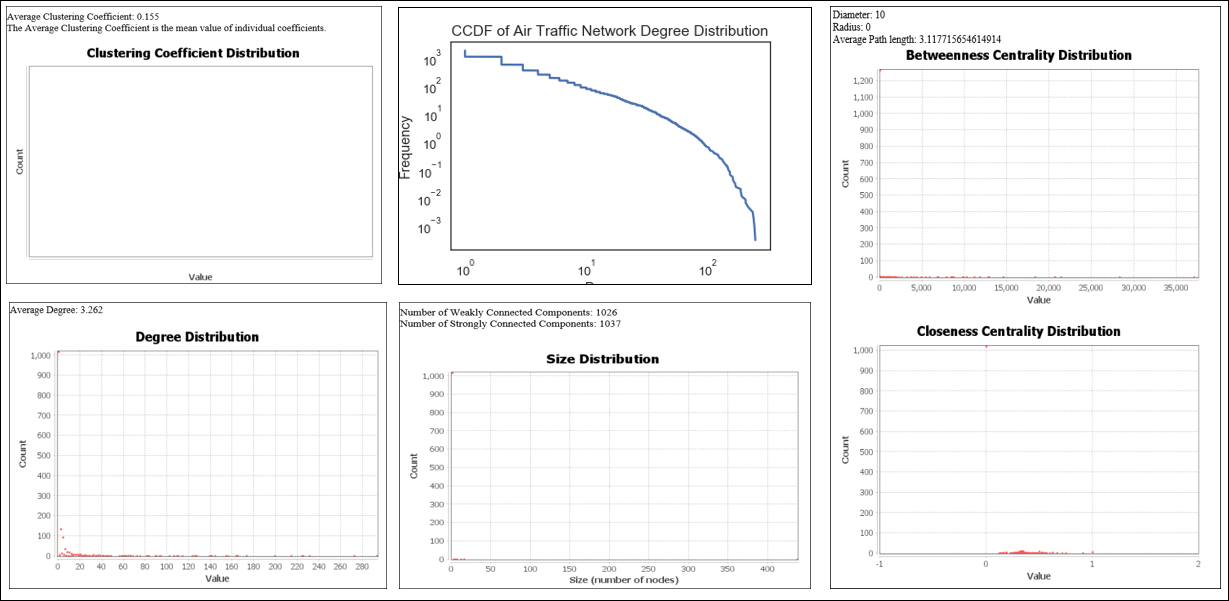 Average Clustering Coefficient: 0.155
The Average Clustering Coefficient is the mean value of individual coefficients.
Clustering Coefficient Distribution
Count
Value
CCDF of Air Traffic Network Degree Distribution
Frequency
10^3
10^2
10^1
10^0
10^-1
10^-2
10^-3
10^0 10^1 10^2
Diameter: 10
Radius: 0
Average Path length: 3.117715654614914
Betweenness Centrality Distribution
Count
1,200
1,100
1,000
900
800
700
600
500
400
300
200
100
0
0 5,000 10,000 15,000 20,000 25,000 30,000 35,000
Value
Average Degree: 3.262
Degree Distribution
Count
1,000
900
800
700
600
500
400
300
200
100
0
0 20 40 60 80 100 120 140 160 180 200 220 240 260 280
Value
Number of Weakly Connected Components: 1026
Number of Strongly Connected Components: 1037
Size Distribution
Count
1,000
900
800
700
600
500
400
300
200
100
0
0 50 100 150 200 250 300 350 400
Size (number of nodes)
Closeness Centrality Distribution
Count
1,000
900
800
700
600
500
400
300
200
100
0
-1 0 1 2
Value